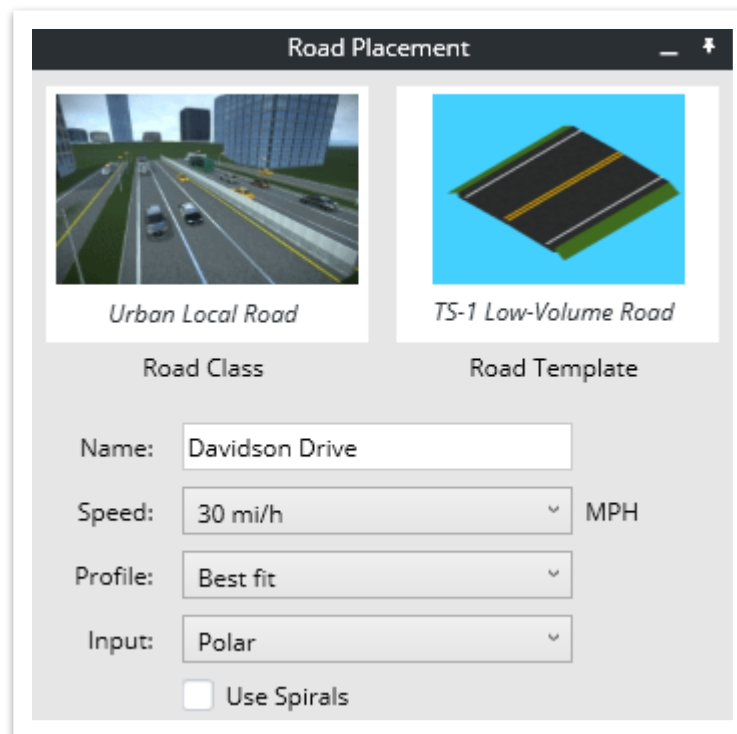 Road Placement
Urban Local Road
TS-1 Low-Volume Road
Road Class
Road Template
Name: Davidson Drive
Speed: 30 mi/h MPH
Profile: Best fit
Input: Polar
Use Spirals